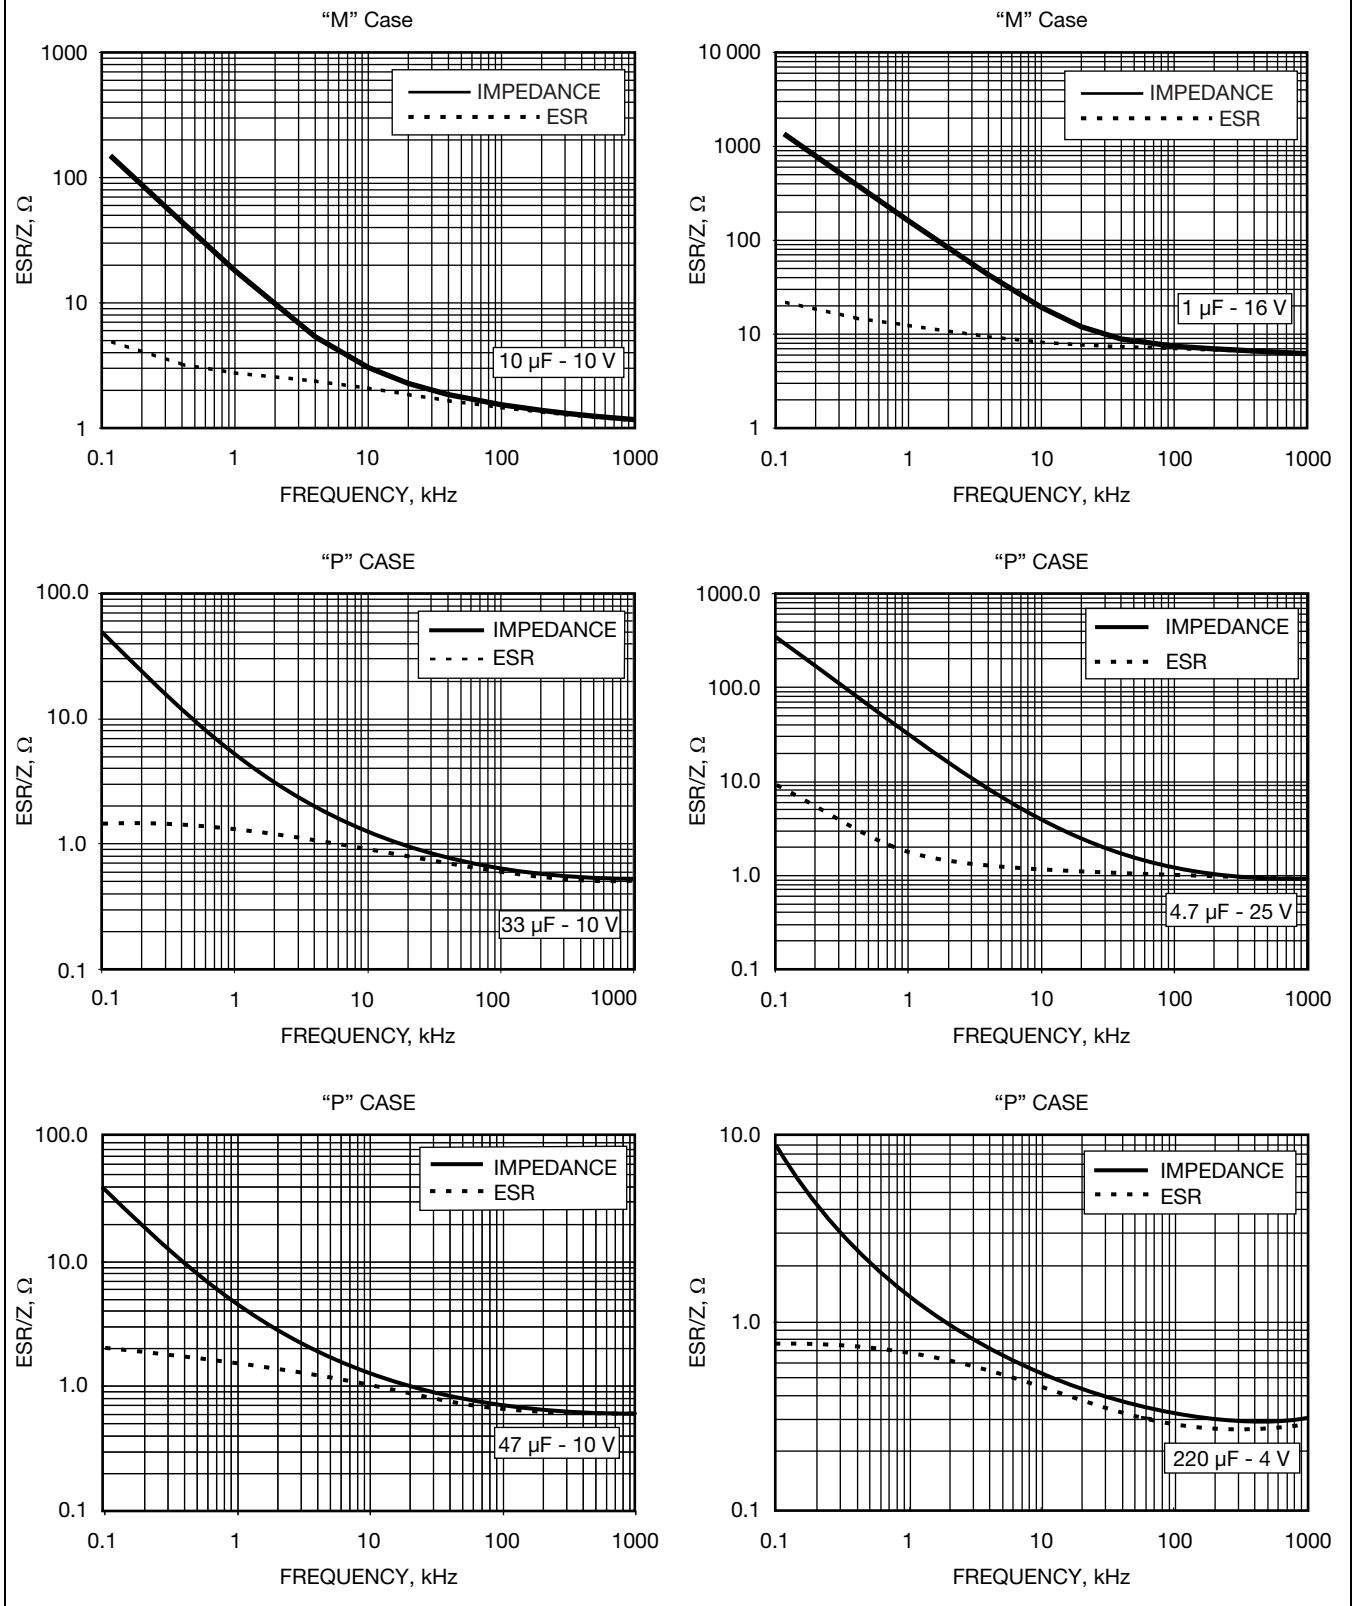 “M” Case
1000
100
10
1
ESR/Z, Ω
IMPEDANCE
ESR
10 µF - 10 V
0.1 1 10 100 1000
FREQUENCY, kHz
“M” Case
10 000
1000
100
10
1
ESR/Z, Ω
IMPEDANCE
ESR
1 µF - 16 V
0.1 1 10 100 1000
FREQUENCY, kHz
“P” CASE
100.0
10.0
1.0
0.1
ESR/Z, Ω
IMPEDANCE
ESR
33 µF - 10 V
0.1 1 10 100 1000
FREQUENCY, kHz
“P” CASE
1000.0
100.0
10.0
1.0
0.1
ESR/Z, Ω
IMPEDANCE
ESR
4.7 µF - 25 V
0.1 1 10 100 1000
FREQUENCY, kHz
“P” CASE
100.0
10.0
1.0
0.1
ESR/Z, Ω
IMPEDANCE
ESR
47 µF - 10 V
0.1 1 10 100 1000
FREQUENCY, kHz
“P” CASE
10.0
1.0
0.1
ESR/Z, Ω
IMPEDANCE
ESR
220 µF - 4 V
0.1 1 10 100 1000
FREQUENCY, kHz